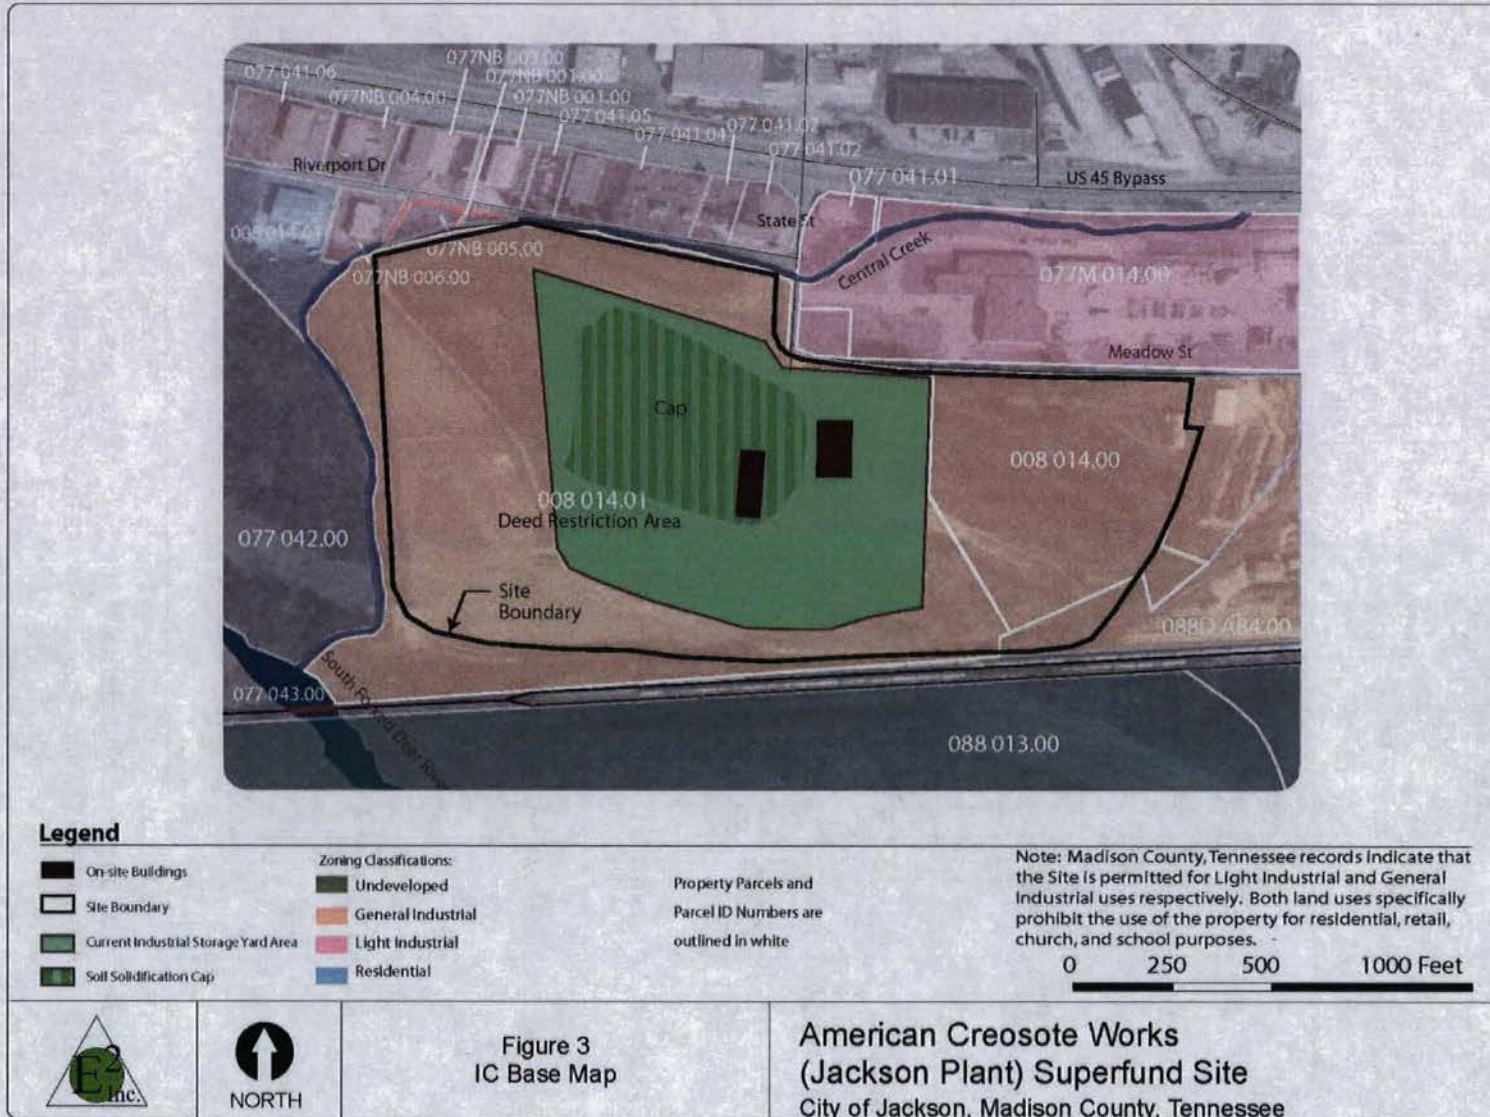 077NB 003.00
077 041.06
077NB 001.00
077NB 004.00
077NB 001.00
077 041.05
077 041.04
077 041.07
077 041.02
077 041.01
Riverport Dr
US 45 Bypass
State St
077NB 005.00
077NB 006.00
Central Creek
077M 014.00
Meadow St
Cap
008 014.00
008 014.01
Deed Restriction Area
077 042.00
Site
Boundary
South Forked Deer River
077 043.00
088 013.00
Legend
On-site Buildings
Site Boundary
Current Industrial Storage Yard Area
Soil Solidification Cap
Zoning Classifications:
Undeveloped
General Industrial
Light Industrial
Residential
Property Parcels and
Parcel ID Numbers are
outlined in white
Note: Madison County, Tennessee records indicate that
the Site is permitted for Light Industrial and General
Industrial uses respectively. Both land uses specifically
prohibit the use of the property for residential, retail,
church, and school purposes.
0 250 500 1000 Feet
E2
Inc.
NORTH
Figure 3
IC Base Map
American Creosote Works
(Jackson Plant) Superfund Site
City of Jackson, Madison County, Tennessee